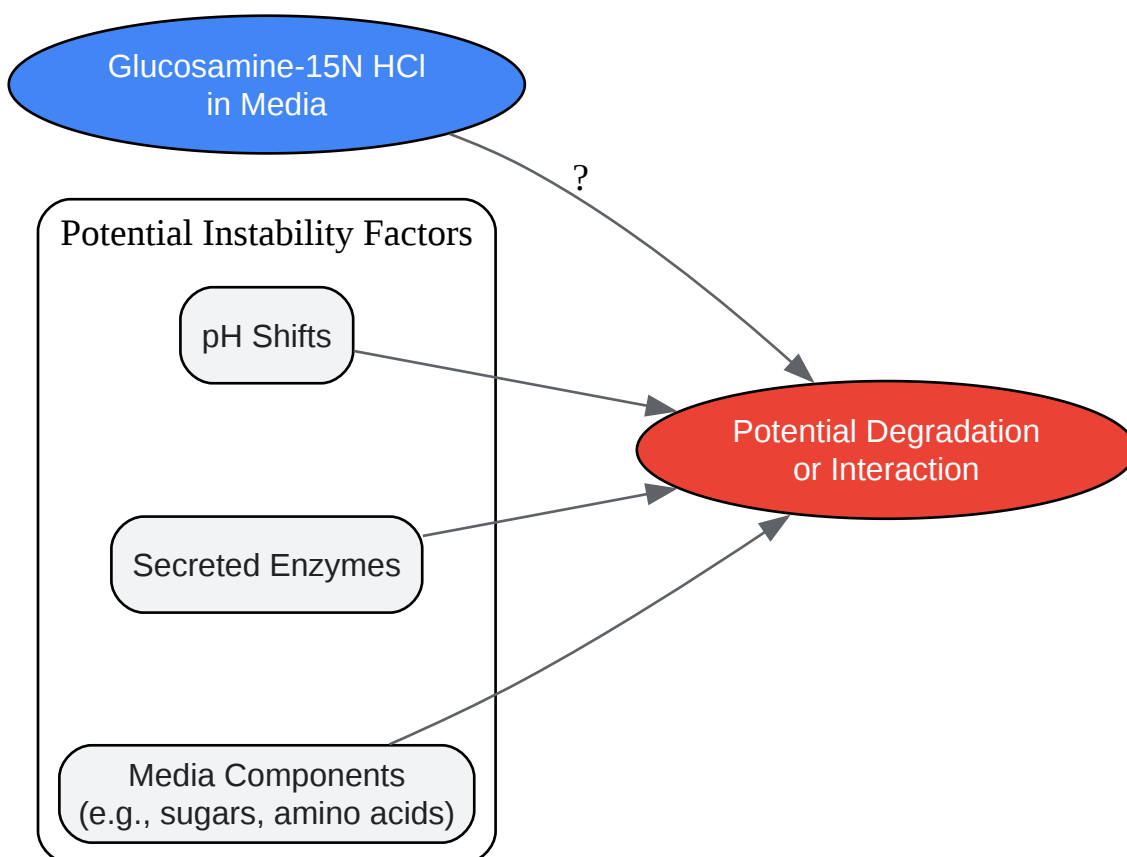 Glucosamine-15N HCl
in Media
?
Potential Instability Factors
pH Shifts
Potential Degradation
or Interaction
Secreted Enzymes
Media Components
(e.g., sugars, amino acids)